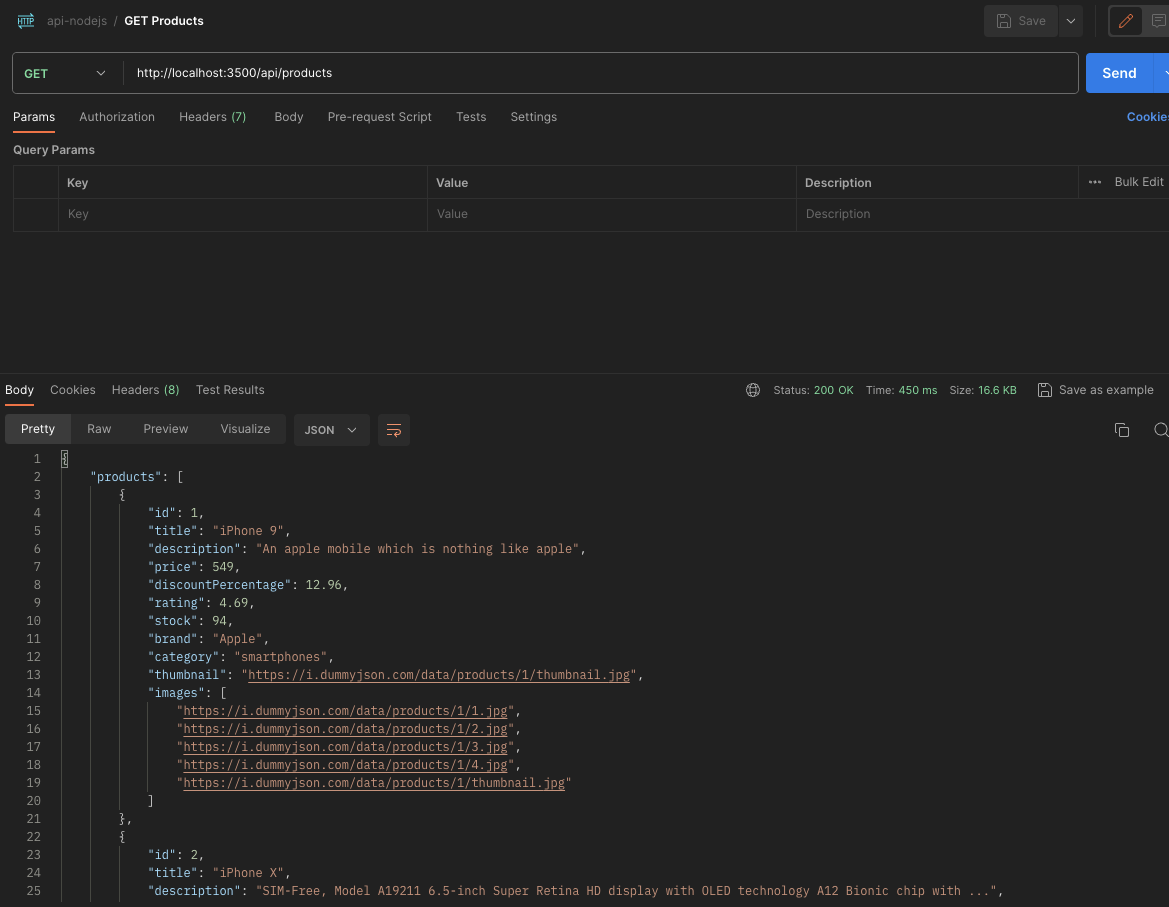 HTTP api-nodejs / GET Products Save
GET http://localhost:3500/api/products Send
Params Authorization Headers (7) Body Pre-request Script Tests Settings Cookies
Query Params
Key Value Description ••• Bulk Edit
Key Value Description
Body Cookies Headers (8) Test Results Status: 200 OK Time: 450 ms Size: 16.6 KB Save as example
Pretty Raw Preview Visualize JSON
1 {
2 "products": [
3 {
4 "id": 1,
5 "title": "iPhone 9",
6 "description": "An apple mobile which is nothing like apple",
7 "price": 549,
8 "discountPercentage": 12.96,
9 "rating": 4.69,
10 "stock": 94,
11 "brand": "Apple",
12 "category": "smartphones",
13 "thumbnail": "https://i.dummyjson.com/data/products/1/thumbnail.jpg",
14 "images": [
15 "https://i.dummyjson.com/data/products/1/1.jpg",
16 "https://i.dummyjson.com/data/products/1/2.jpg",
17 "https://i.dummyjson.com/data/products/1/3.jpg",
18 "https://i.dummyjson.com/data/products/1/4.jpg",
19 "https://i.dummyjson.com/data/products/1/thumbnail.jpg"
20 ]
21 },
22 {
23 "id": 2,
24 "title": "iPhone X",
25 "description": "SIM-Free, Model A19211 6.5-inch Super Retina HD display with OLED technology A12 Bionic chip with ...",